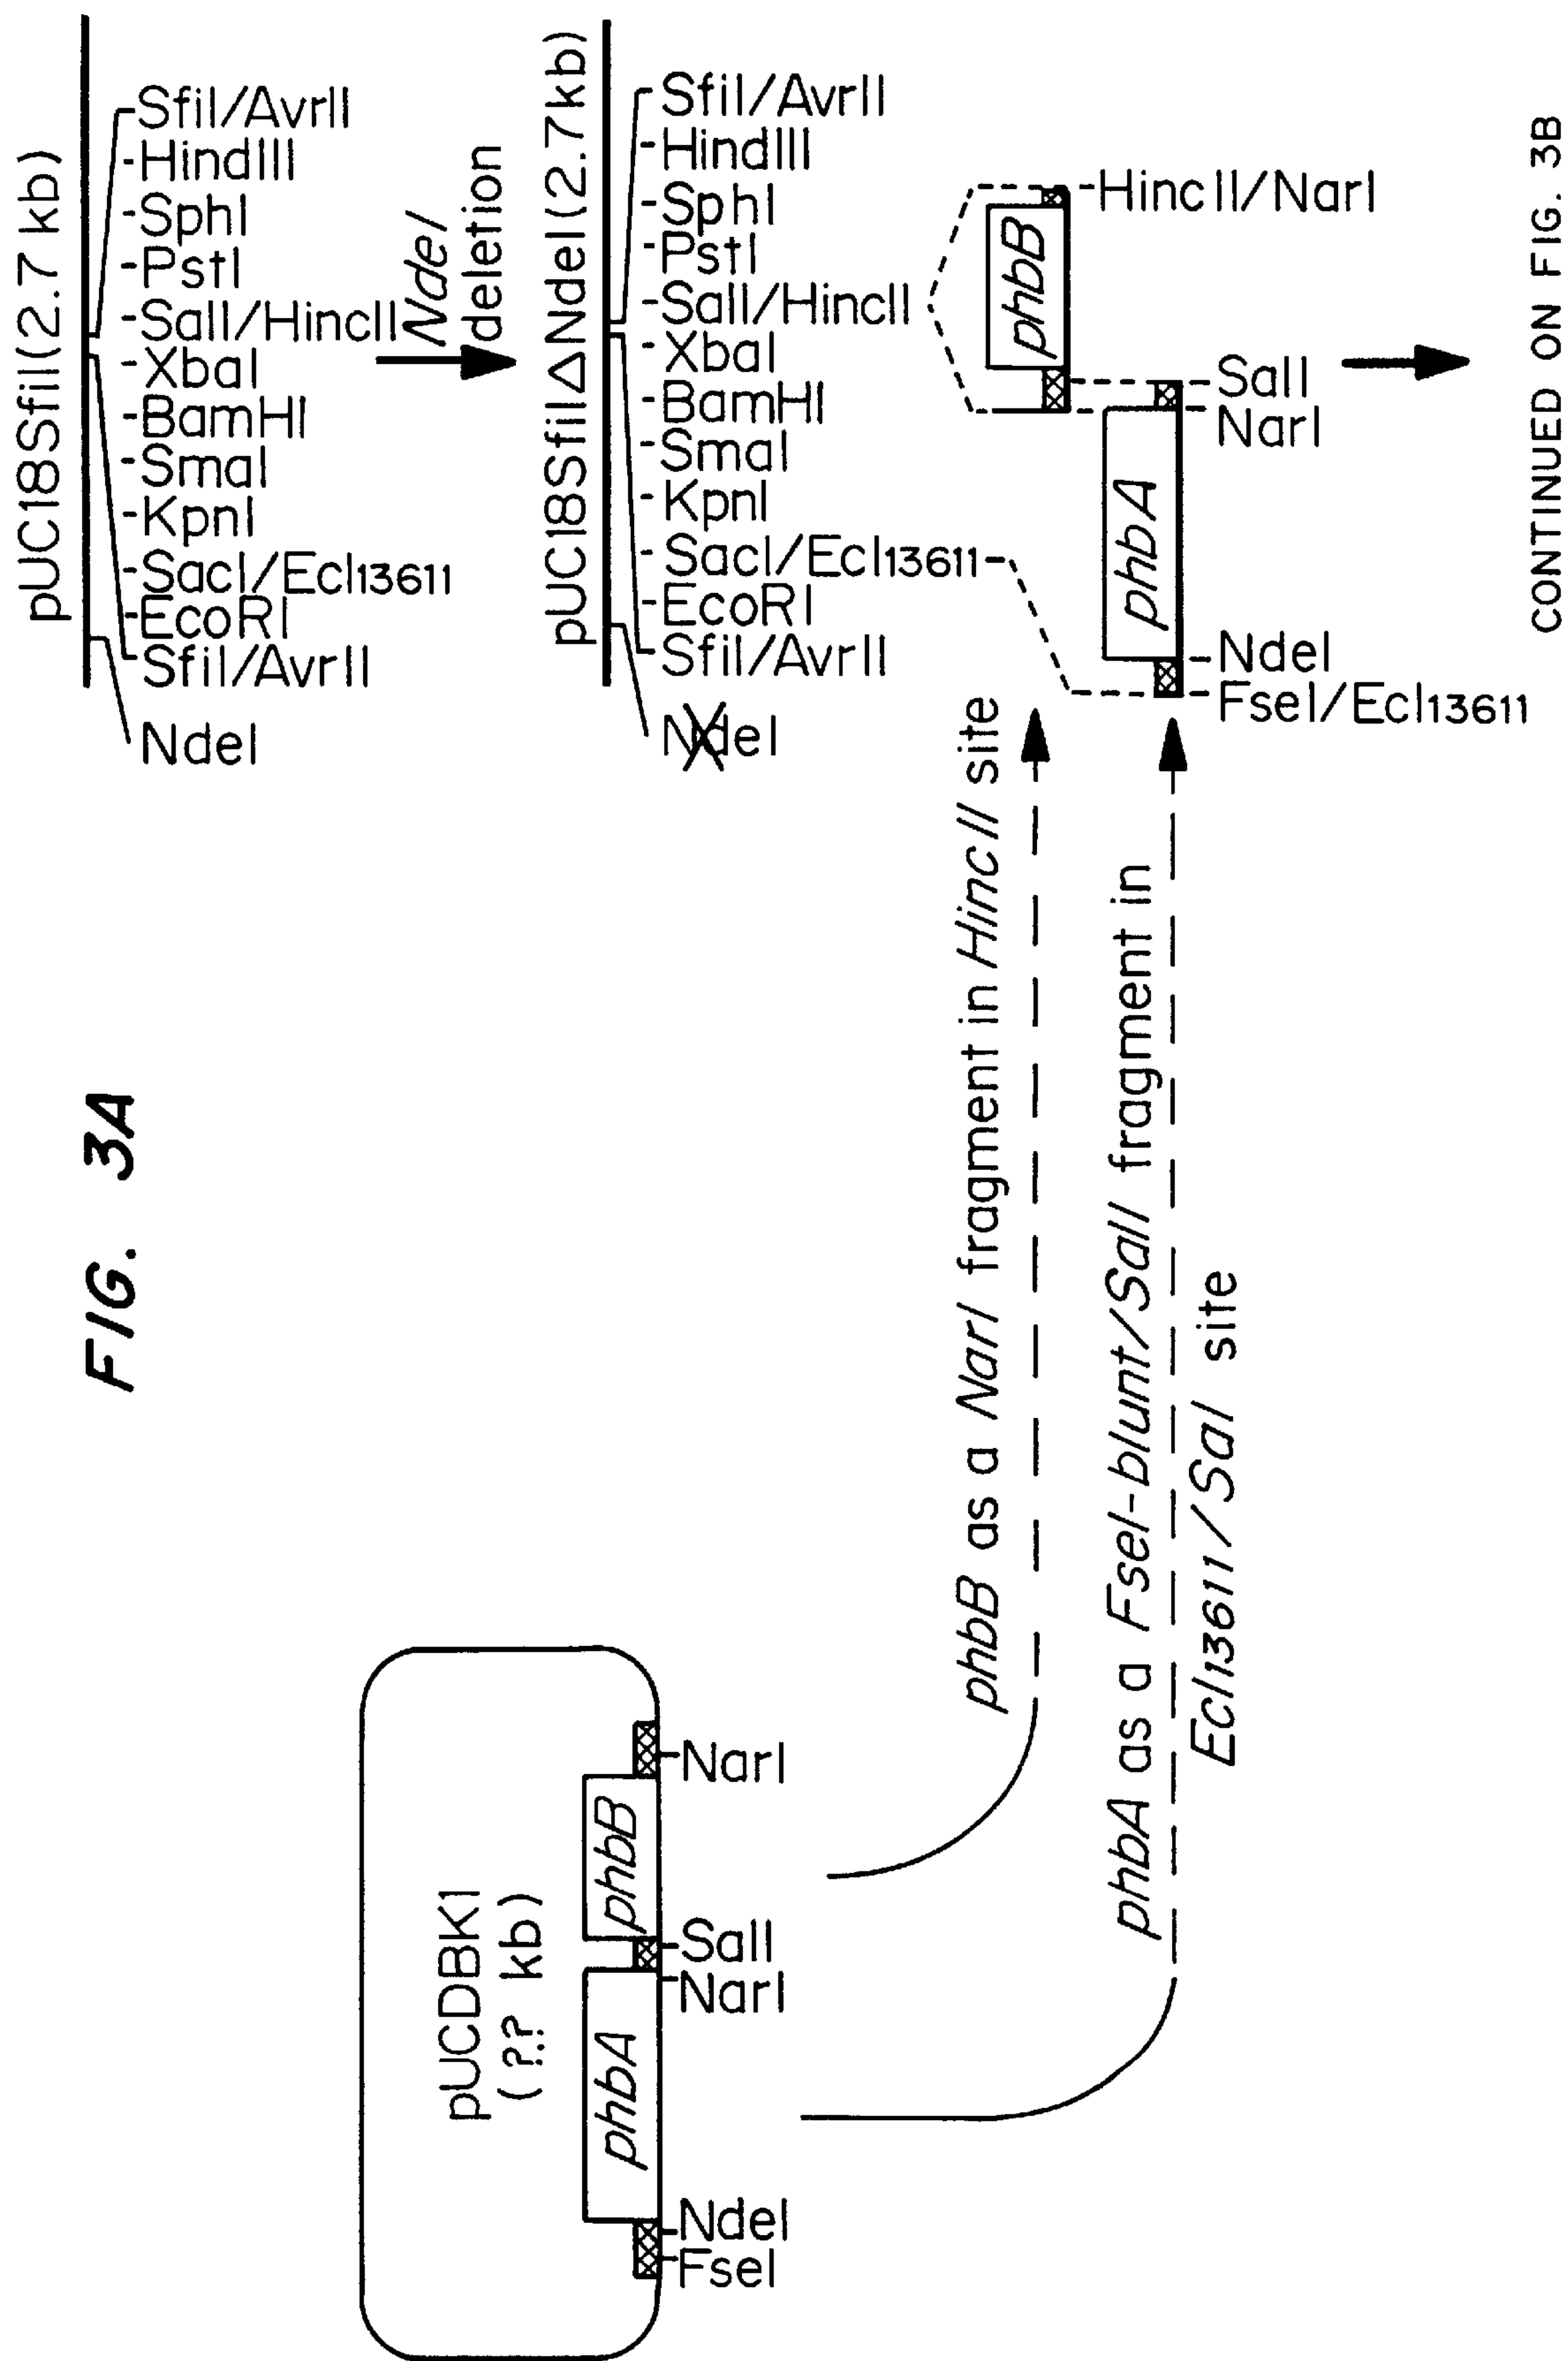 FIG. 3A
pUCDBK1
(?? kb)
phbA
phbB
FseI
NdeI
NarI
SalI
NarI
pUC18SfiI(2.7 kb)
NdeI
SfiI/AvrII
EcoRI
SacI/Ecl13611
KpnI
SmaI
BamHI
XbaI
SalI/HincII
PstI
SphI
HindIII
SfiI/AvrII
NdeI
deletion
pUC18SfiIΔNdeI(2.7kb)
NdeI
SfiI/AvrII
EcoRI
SacI/Ecl13611
KpnI
SmaI
BamHI
XbaI
SalI/HincII
PstI
SphI
HindIII
SfiI/AvrII
phbB as a NarI fragment in HincII site
phbB
HincII/NarI
phbA as a FseI-blunt/SalI fragment in
Ecl13611/Sal site
phbA
FseI/Ecl13611
NdeI
NarI
SalI
CONTINUED ON FIG. 3B